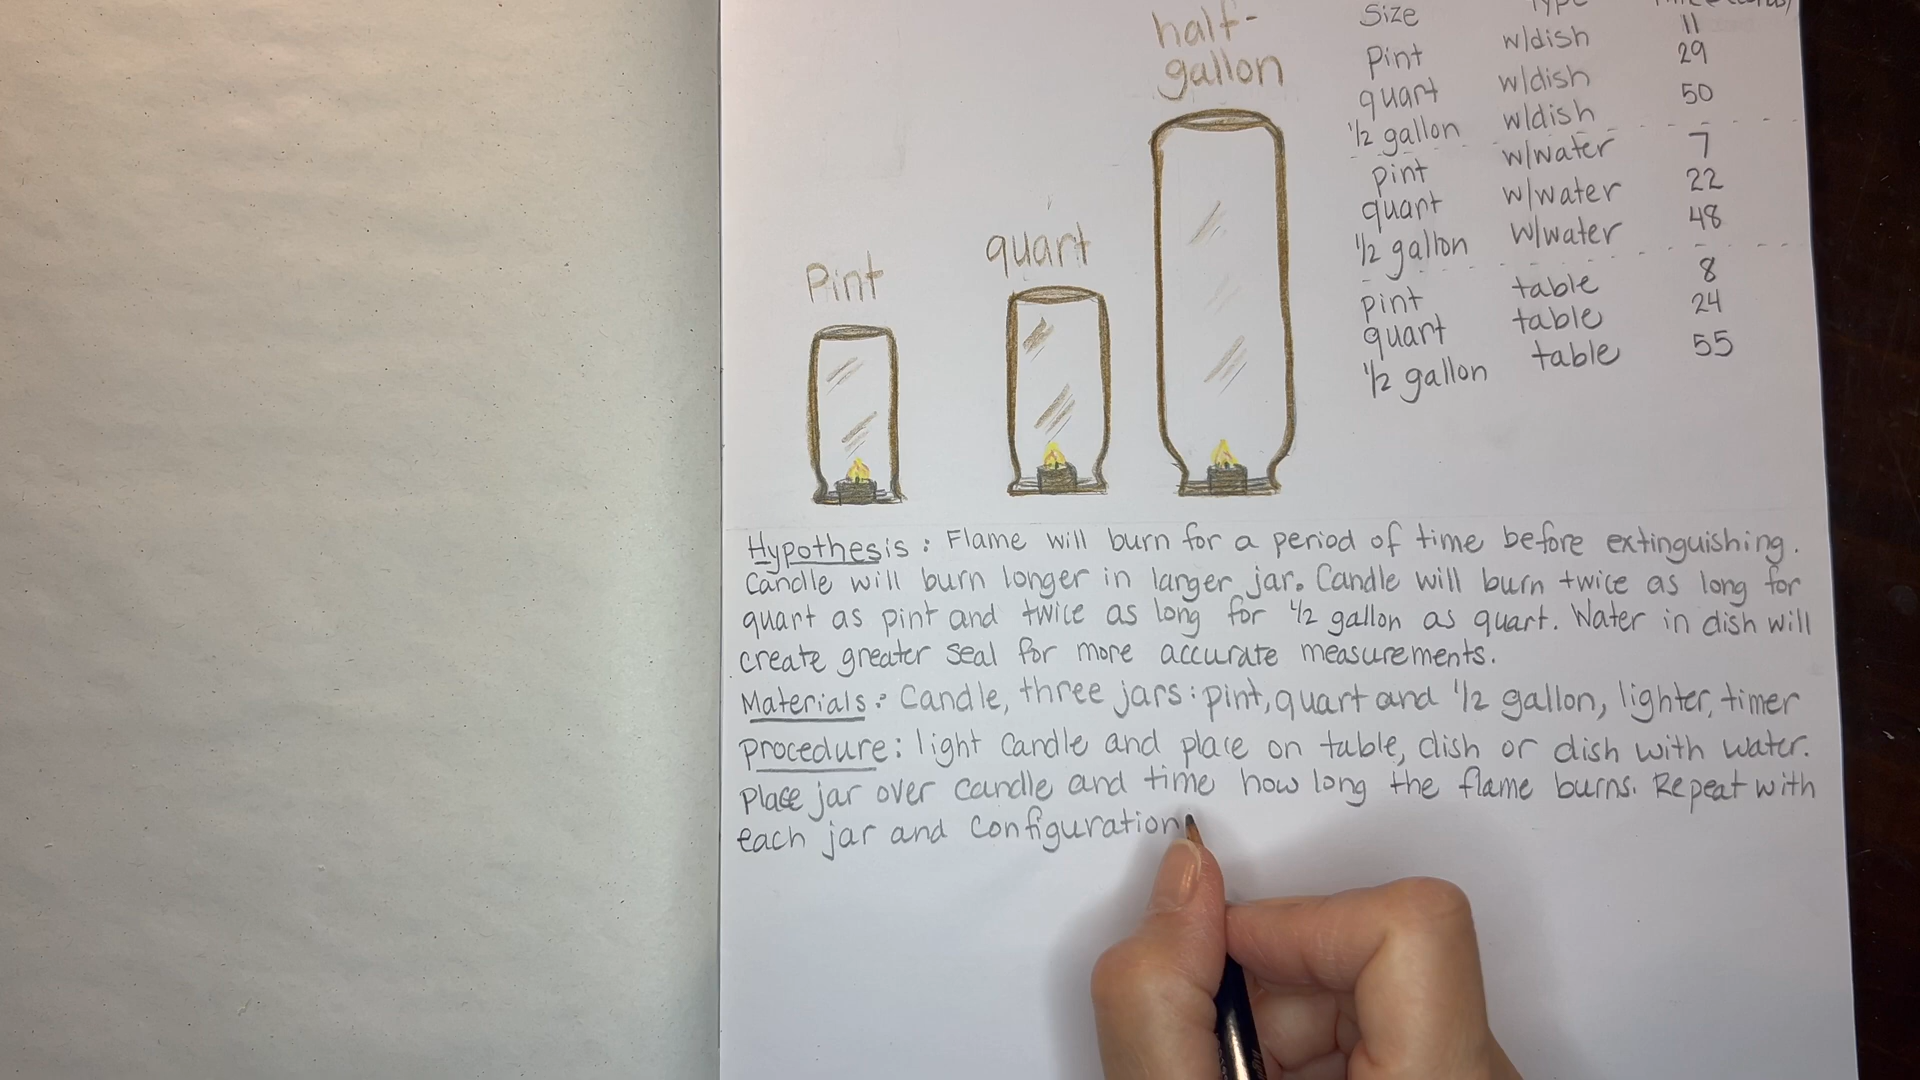 half-
gallon
quart
Pint
Size Type
Pint w/dish 11
quart w/dish 29
1/2 gallon w/dish 50
pint w/water 7
quart w/water 22
1/2 gallon w/water 48
pint table 8
quart table 24
1/2 gallon table 55
Hypothesis: Flame will burn for a period of time before extinguishing.
Candle will burn longer in larger jar. Candle will burn twice as long for
quart as pint and twice as long for 1/2 gallon as quart. Water in dish will
create greater seal for more accurate measurements.
Materials: Candle, three jars: pint, quart and 1/2 gallon, lighter, timer
Procedure: light candle and place on table, dish or dish with water.
Place jar over candle and time how long the flame burns. Repeat with
each jar and configuration